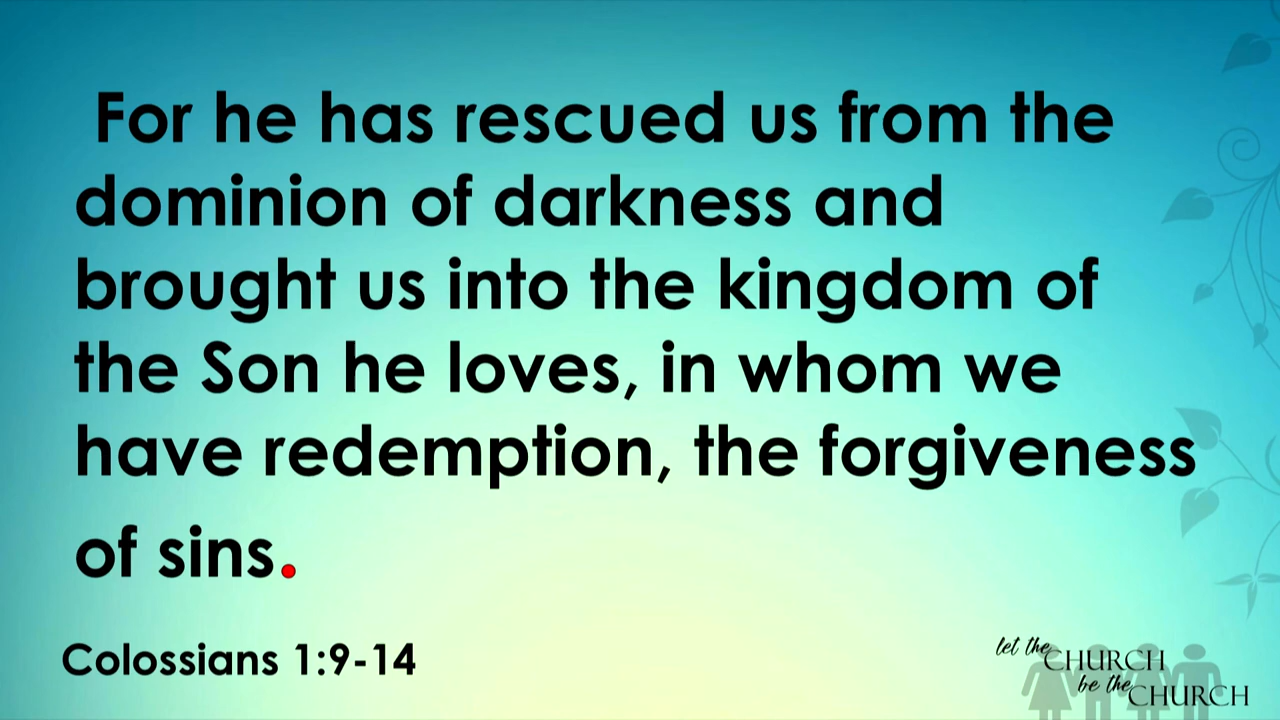 For he has rescued us from the
dominion of darkness and
brought us into the kingdom of
the Son he loves, in whom we
have redemption, the forgiveness
of sins.
Colossians 1:9-14
let the
CHURCH
be the
CHURCH